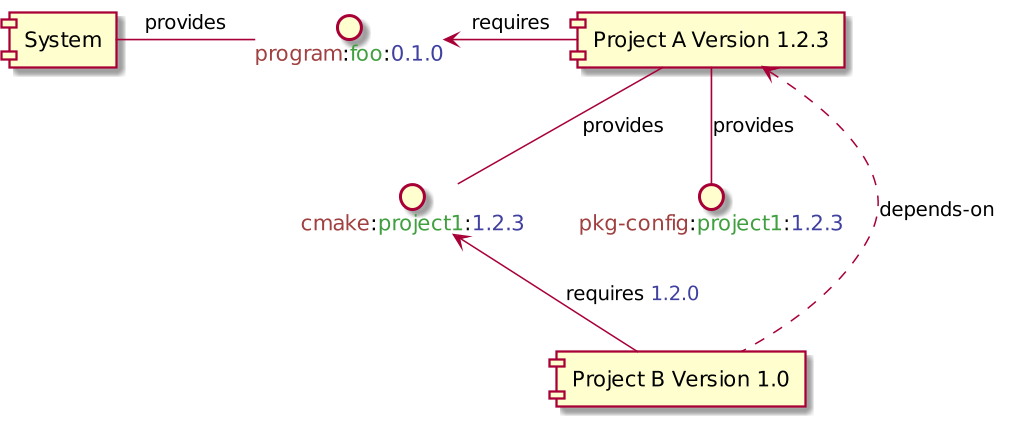 provides
requires
System
Project A Version 1.2.3
program:foo:0.1.0
provides
provides
depends-on
cmake:project1:1.2.3
pkg-config:project1:1.2.3
requires 1.2.0
Project B Version 1.0